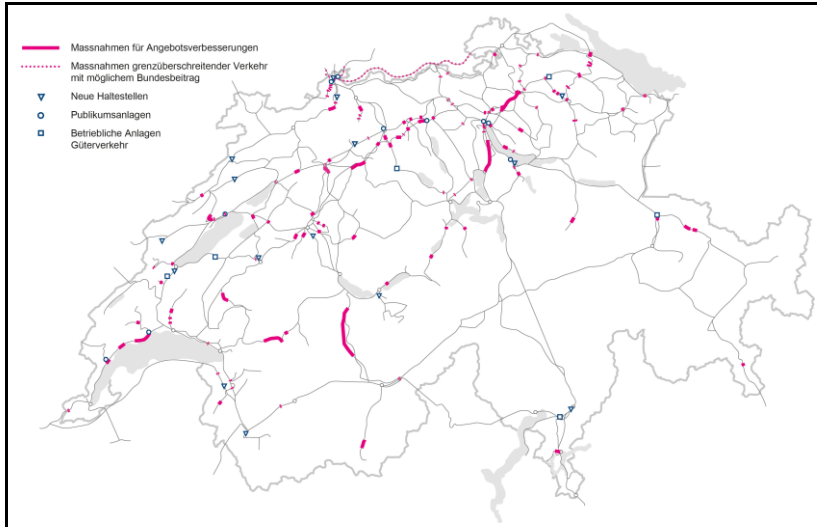 Massnahmen für Angebotsverbesserungen
Massnahmen grenzüberschreitender Verkehr
mit möglichem Bundesbeitrag
Neue Haltestellen
Publikumsanlagen
Betriebliche Anlagen
Güterverkehr